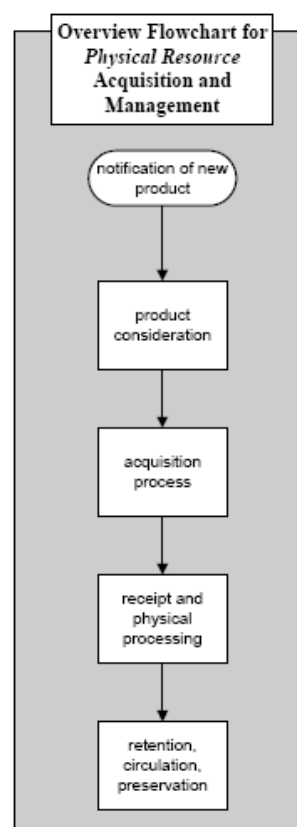 Overview Flowchart for
Physical Resource
Acquisition and
Management
notification of new
product
product
consideration
acquisition
process
receipt and
physical
processing
retention,
circulation,
preservation